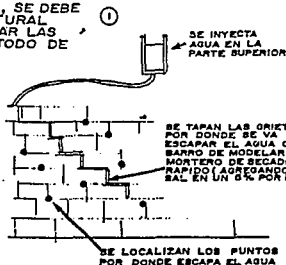 , SE DEBE
URAL
AR LAS ,
TODO DE
1
SE INYECTA
AGUA EN LA
PARTE SUPERIOR
SE TAPAN LAS GRIET
POR DONDE SE VA
ESCAPAR EL AGUA C
BARRO DE MODELAR
MORTERO DE SECADO
RAPIDO (AGREGANDO
SAL EN UN 6% POR
SE LOCALIZAN LOS PUNTOS
POR DONDE ESCAPA EL AGUA